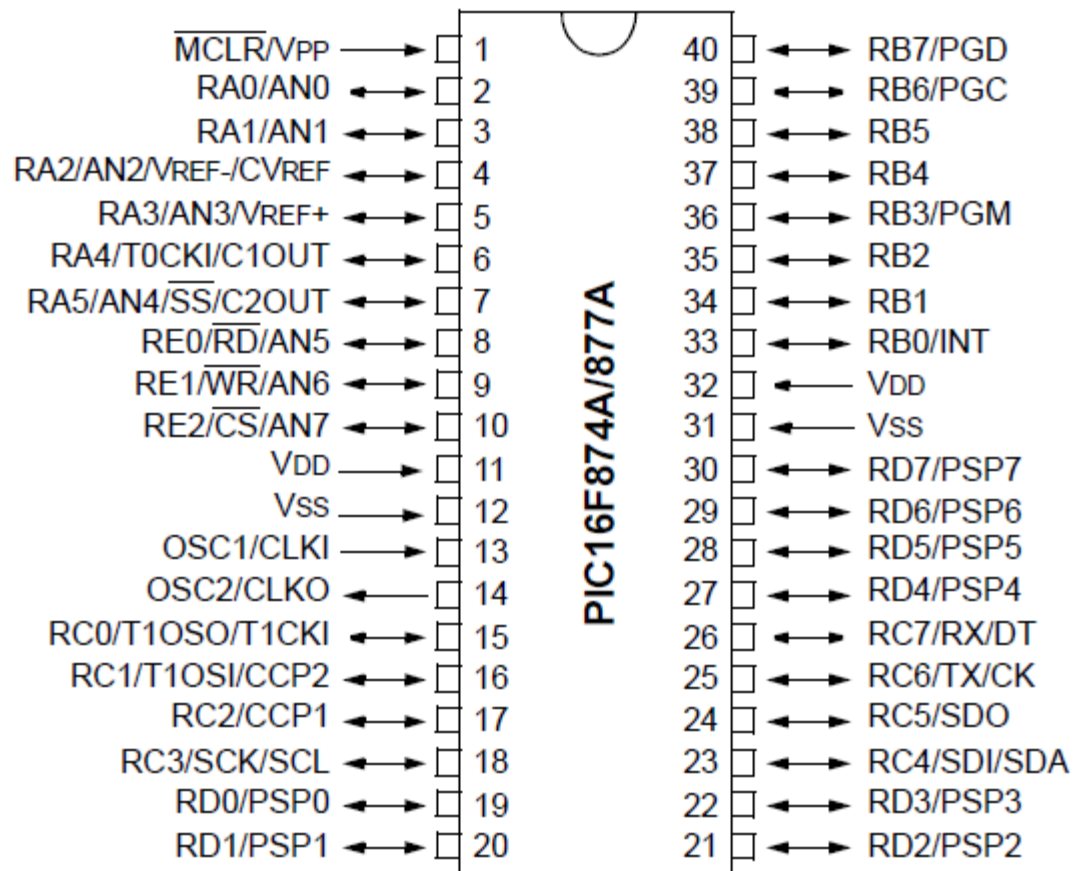 MCLR/VPP 1 40 RB7/PGD
RA0/AN0 2 39 RB6/PGC
RA1/AN1 3 38 RB5
RA2/AN2/VREF-/CVREF 4 37 RB4
RA3/AN3/VREF+ 5 36 RB3/PGM
RA4/T0CKI/C1OUT 6 35 RB2
RA5/AN4/SS/C2OUT 7 34 RB1
RE0/RD/AN5 8 33 RB0/INT
RE1/WR/AN6 9 32 VDD
RE2/CS/AN7 10 31 VSS
VDD 11 30 RD7/PSP7
VSS 12 29 RD6/PSP6
OSC1/CLKI 13 28 RD5/PSP5
OSC2/CLKO 14 27 RD4/PSP4
RC0/T1OSO/T1CKI 15 26 RC7/RX/DT
RC1/T1OSI/CCP2 16 25 RC6/TX/CK
RC2/CCP1 17 24 RC5/SDO
RC3/SCK/SCL 18 23 RC4/SDI/SDA
RD0/PSP0 19 22 RD3/PSP3
RD1/PSP1 20 21 RD2/PSP2
PIC16F874A/877A